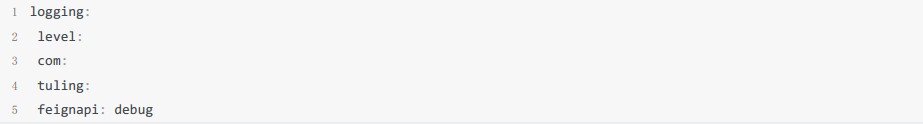 1 logging:
2  level:
3  com:
4  tuling:
5  feignapi: debug